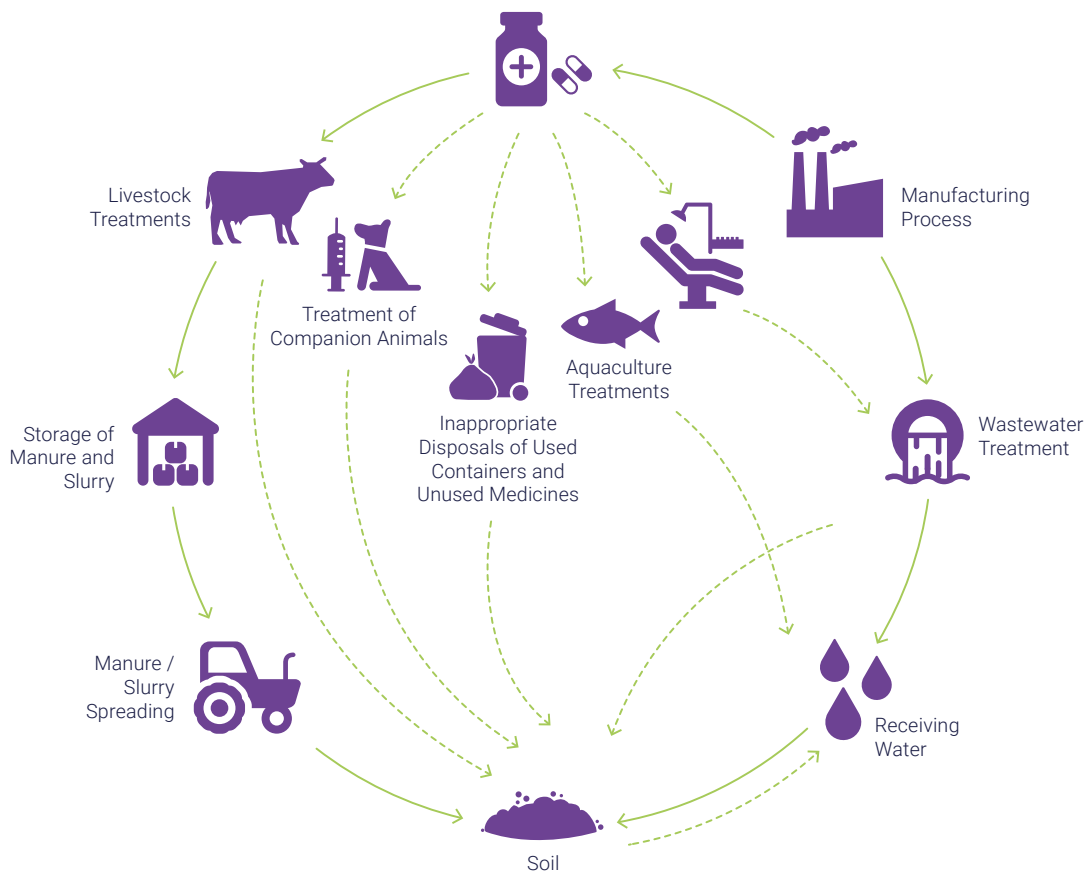 Livestock
Treatments
Manufacturing
Process
Treatment of
Companion Animals
Aquaculture
Treatments
Inappropriate
Disposals of Used
Containers and
Unused Medicines
Storage of
Manure and
Slurry
Wastewater
Treatment
Manure /
Slurry
Spreading
Receiving
Water
Soil